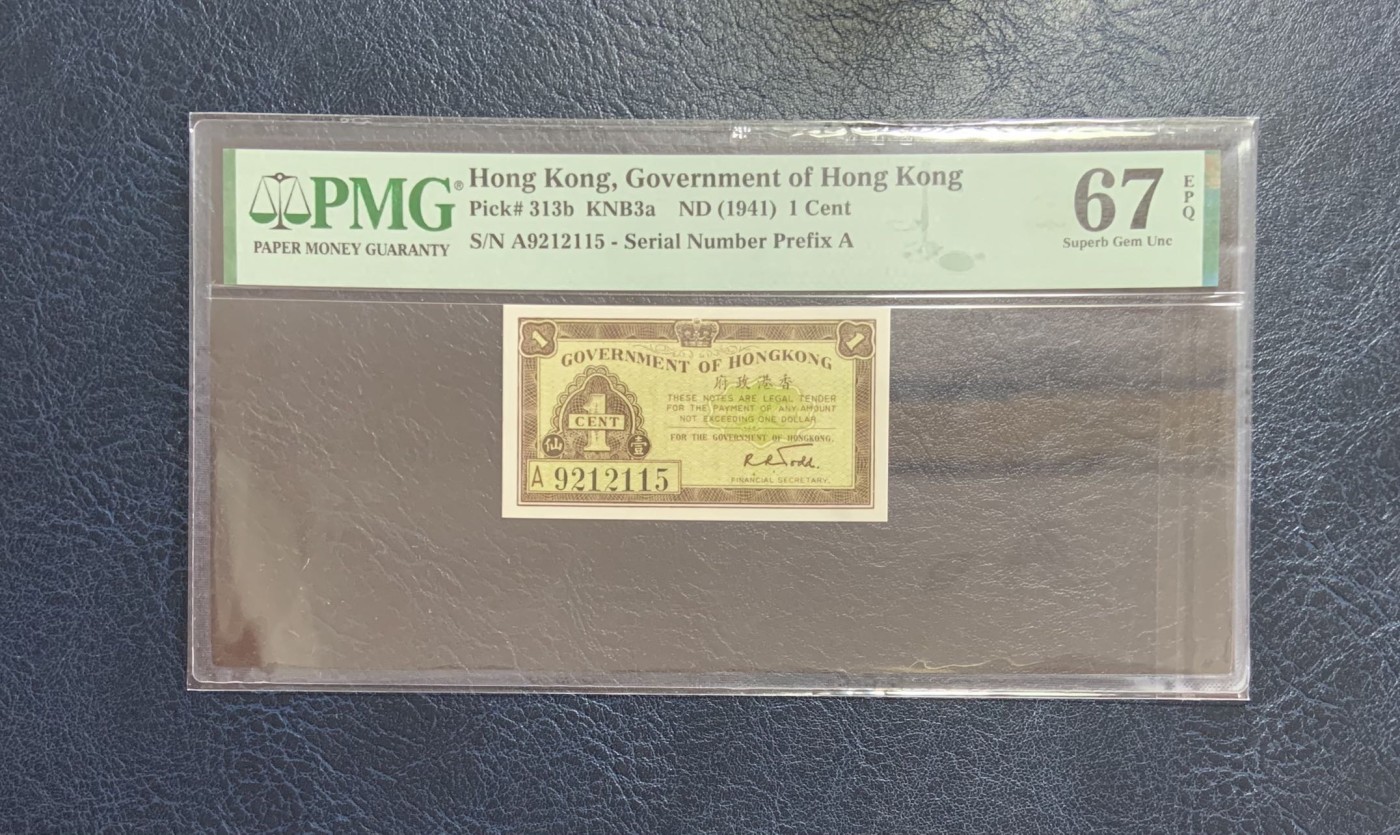 PMG®
PAPER MONEY GUARANTY
Hong Kong, Government of Hong Kong
Pick# 313b KNB3a ND (1941) 1 Cent
S/N A9212115 - Serial Number Prefix A
67
EPQ
Superb Gem Unc
1 1
GOVERNMENT OF HONGKONG
府政港香
THESE NOTES ARE LEGAL TENDER
FOR THE PAYMENT OF ANY AMOUNT
NOT EXCEEDING ONE DOLLAR
1
CENT
仙 壹
FOR THE GOVERNMENT OF HONGKONG.
R R Todd.
FINANCIAL SECRETARY.
A 9212115